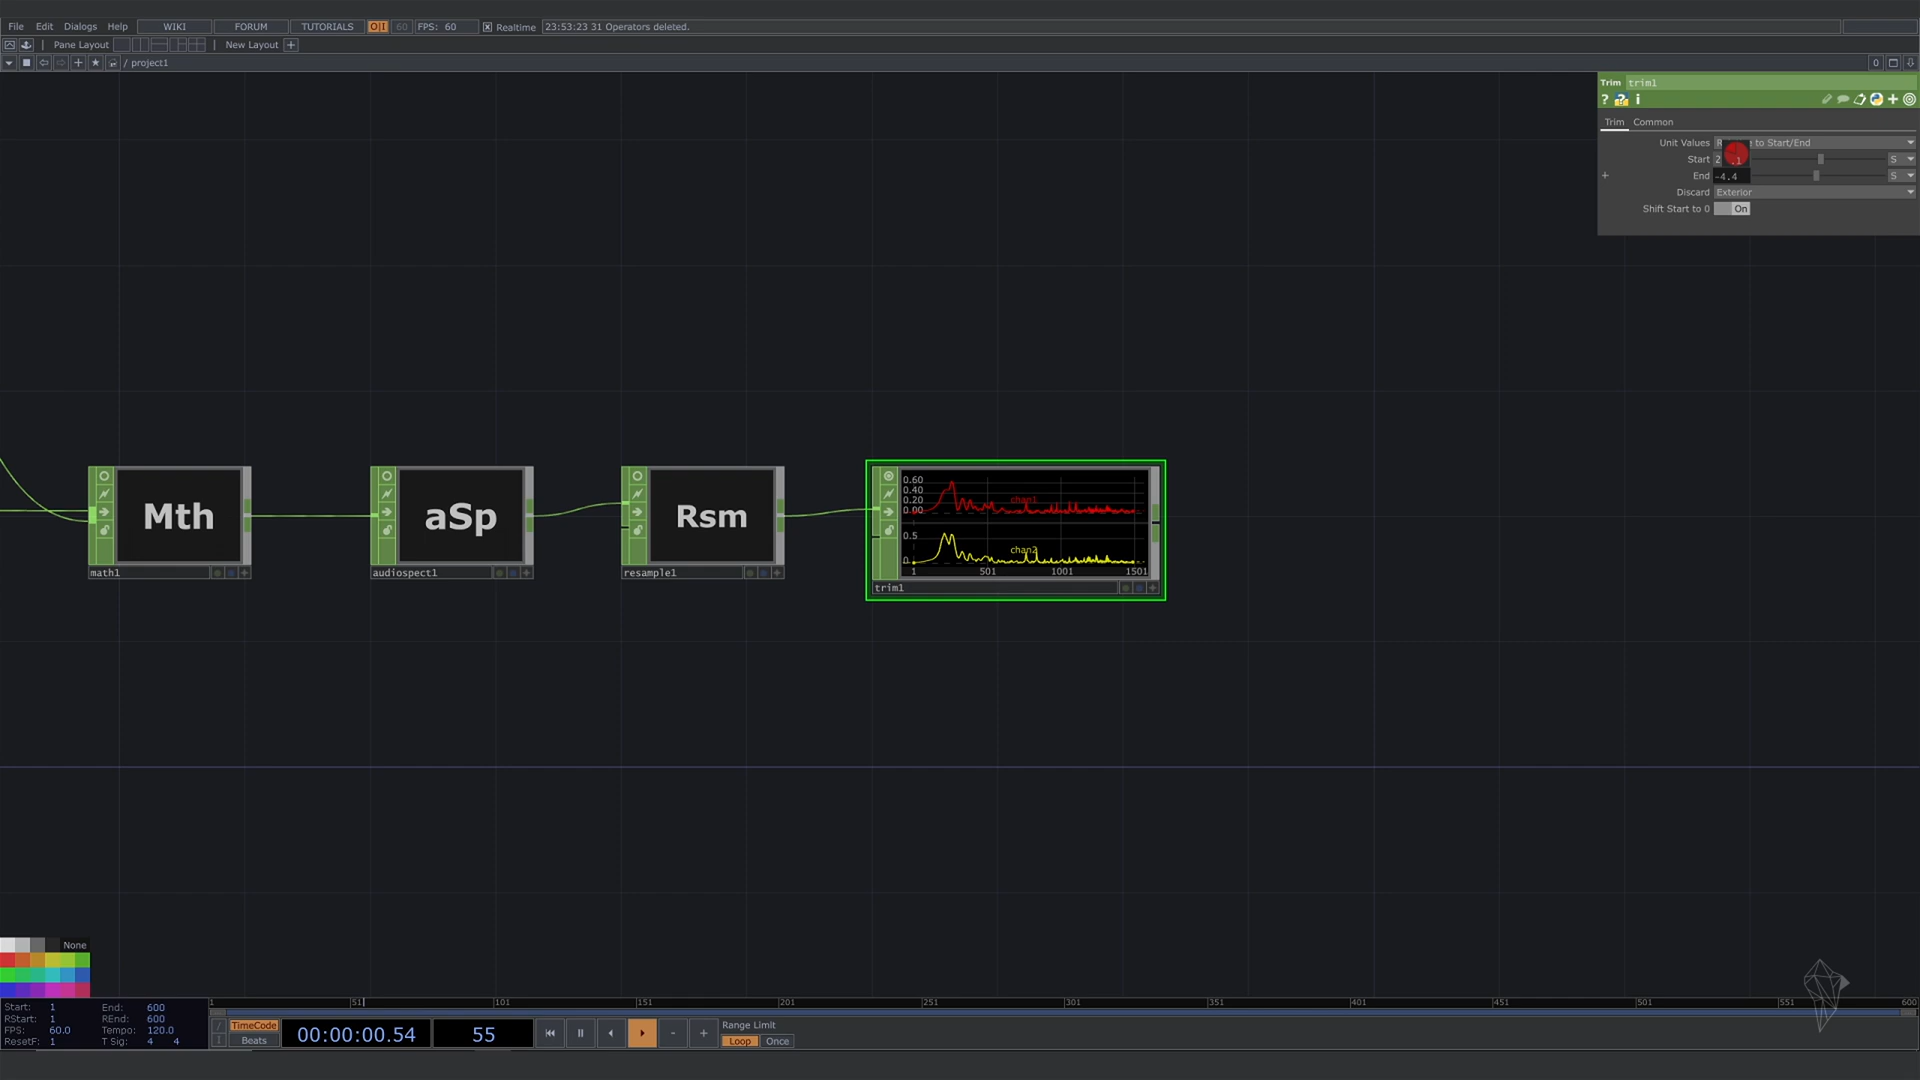 File Edit Dialogs Help WIKI FORUM TUTORIALS O|I 60 FPS: 60 Realtime 23:53:23 31 Operators deleted.
Pane Layout New Layout +
/ project1 0
Trim trim1
? ? i
Trim Common
Unit Values to Start/End
Start 2 .1 S
+ End -4.4 S
Discard Exterior
Shift Start to 0 On
Mth
math1
aSp
audiospect1
Rsm
resample1
0.60
0.40
0.20
0.00
chan1
0.5
0
chan2
1 501 1001 1501
trim1
None
Start: 1 End: 600
RStart: 1 REnd: 600
FPS: 60.0 Tempo: 120.0
ResetF: 1 T Sig: 4 4
1 51 101 151 201 251 301 351 401 451 501 551 600
TimeCode
Beats
00:00:00.54
55
- +
Range Limit
Loop Once